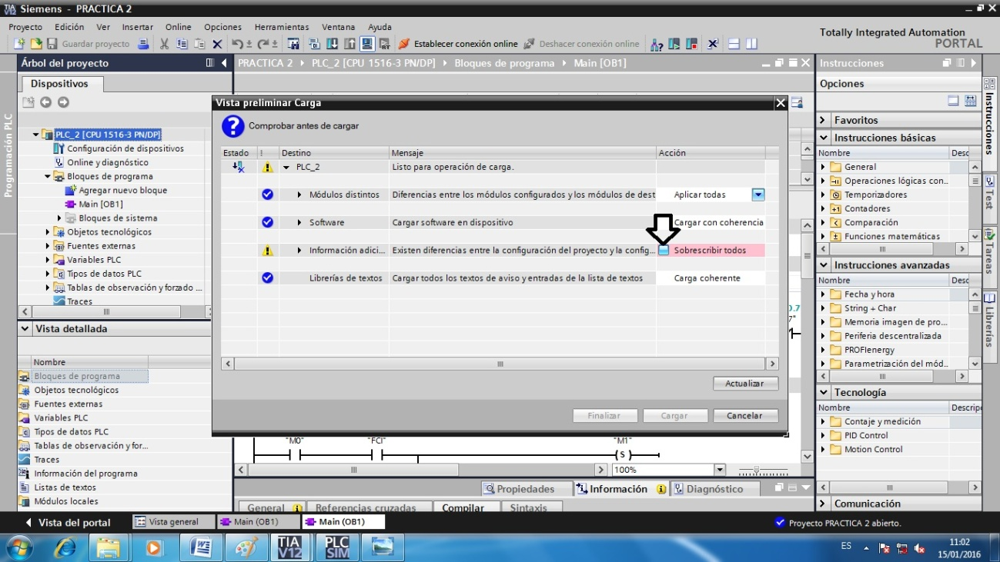 TIA V12 Siemens - PRACTICA 2
Proyecto Edición Ver Insertar Online Opciones Herramientas Ventana Ayuda
Totally Integrated Automation
PORTAL
Guardar proyecto
Establecer conexión online
Deshacer conexión online
Árbol del proyecto
Dispositivos
Programación PLC
PLC_2 [CPU 1516-3 PN/DP]
Configuración de dispositivos
Online y diagnóstico
Bloques de programa
Agregar nuevo bloque
Main [OB1]
Bloques de sistema
Objetos tecnológicos
Fuentes externas
Variables PLC
Tipos de datos PLC
Tablas de observación y forzado ...
Traces
Vista detallada
Nombre
Bloques de programa
Objetos tecnológicos
Fuentes externas
Variables PLC
Tipos de datos PLC
Tablas de observación y for...
Traces
Información del programa
Listas de textos
Módulos locales
PRACTICA 2 PLC_2 [CPU 1516-3 PN/DP] Bloques de programa Main [OB1]
Vista preliminar Carga
Comprobar antes de cargar
Estado ! Destino Mensaje Acción
PLC_2 Listo para operación de carga.
Módulos distintos Diferencias entre los módulos configurados y los módulos de dest Aplicar todas
Software Cargar software en dispositivo Cargar con coherencia
Información adici... Existen diferencias entre la configuración del proyecto y la config... Sobrescribir todos
Librerías de textos Cargar todos los textos de aviso y entradas de la lista de textos Carga coherente
Actualizar
Finalizar Cargar Cancelar
"M0" "FCI" "M1"
S
100%
Propiedades Información Diagnóstico
General Referencias cruzadas Compilar Sintaxis
Instrucciones
Opciones
Favoritos
Instrucciones básicas
Nombre Desc
General
Operaciones lógicas con..
Temporizadores
Contadores
Comparación
Funciones matemáticas
Instrucciones avanzadas
Nombre Desc
Fecha y hora
String + Char
Memoria imagen de pro...
Periferia descentralizada
PROFIenergy
Parametrización del mód..
Tecnología
Nombre Descripc
Contaje y medición
PID Control
Motion Control
Comunicación
Instrucciones
Test
Tareas
Librerías
Vista del portal Vista general Main (OB1) Main (OB1)
Proyecto PRACTICA 2 abierto.
TIA V12
PLC SIM
ES
11:02
15/01/2016